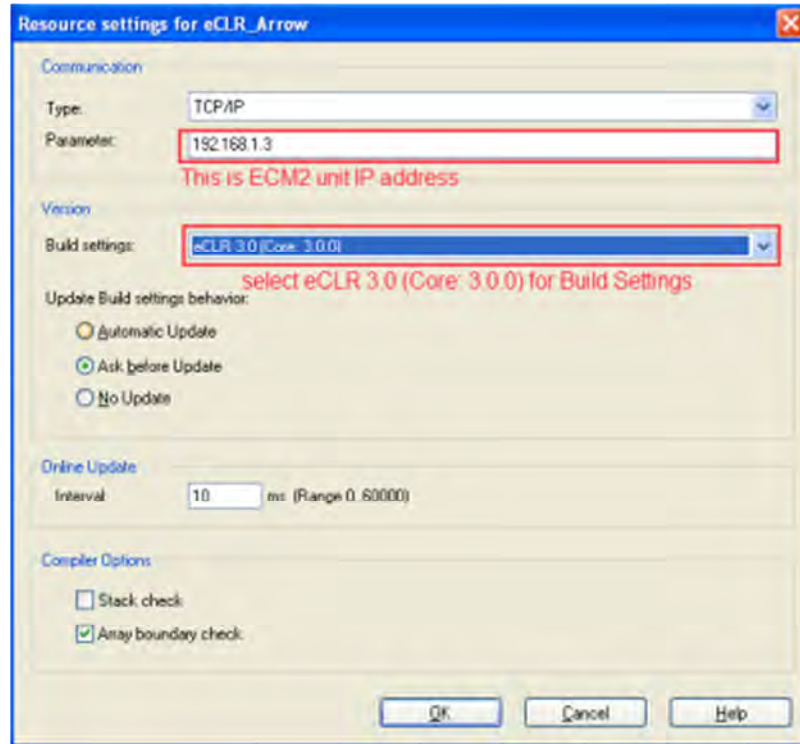 Resource settings for eCLR_Arrow
Communication
Type: TCP/IP
Parameter: 192.168.1.3
This is ECM2 unit IP address
Version
Build settings: eCLR 3.0 (Core: 3.0.0)
select eCLR 3.0 (Core: 3.0.0) for Build Settings
Update Build settings behavior:
Automatic Update
Ask before Update
No Update
Online Update
Interval 10 ms (Range 0..60000)
Compiler Options
Stack check
Array boundary check
OK Cancel Help